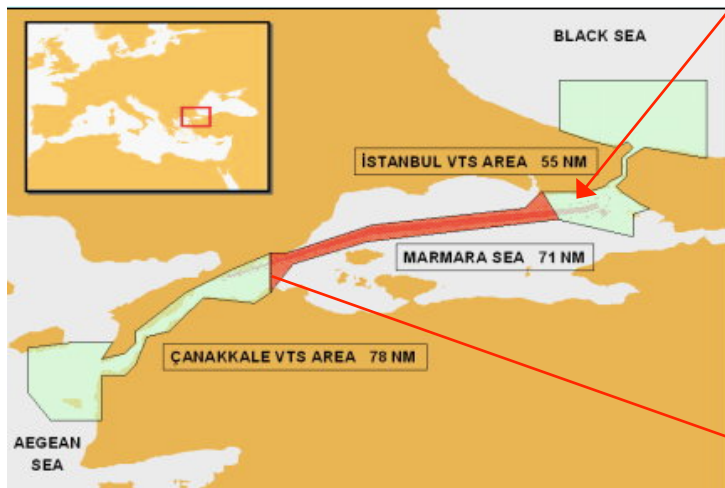 BLACK SEA
İSTANBUL VTS AREA 55 NM
MARMARA SEA 71 NM
ÇANAKKALE VTS AREA 78 NM
AEGEAN
SEA